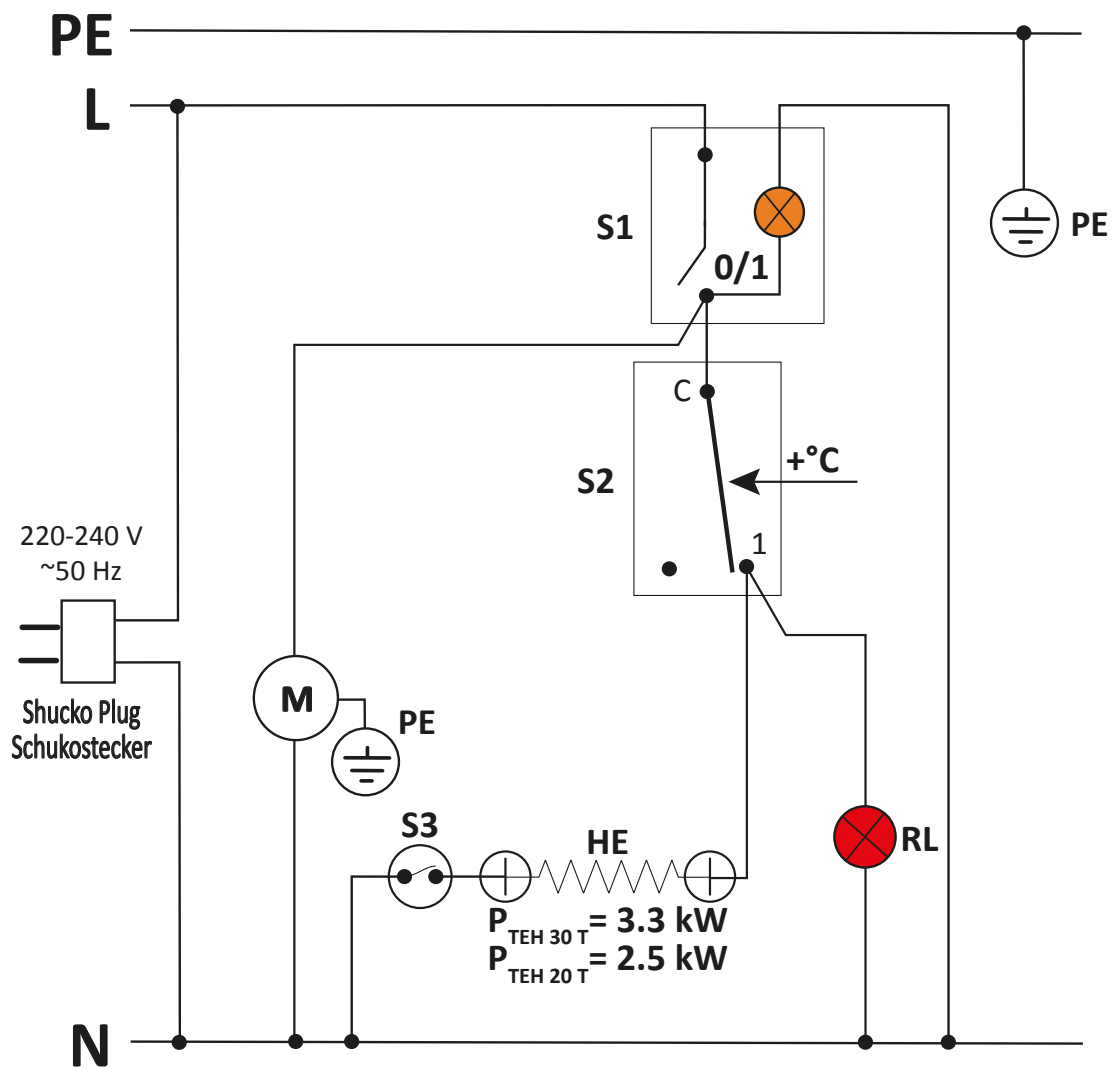 PE
L
S1
0/1
PE
C
+°C
S2
1
220-240 V
~50 Hz
Shucko Plug
Schukostecker
M
PE
S3
HE
RL
P TEH 30 T = 3.3 kW
P TEH 20 T = 2.5 kW
N